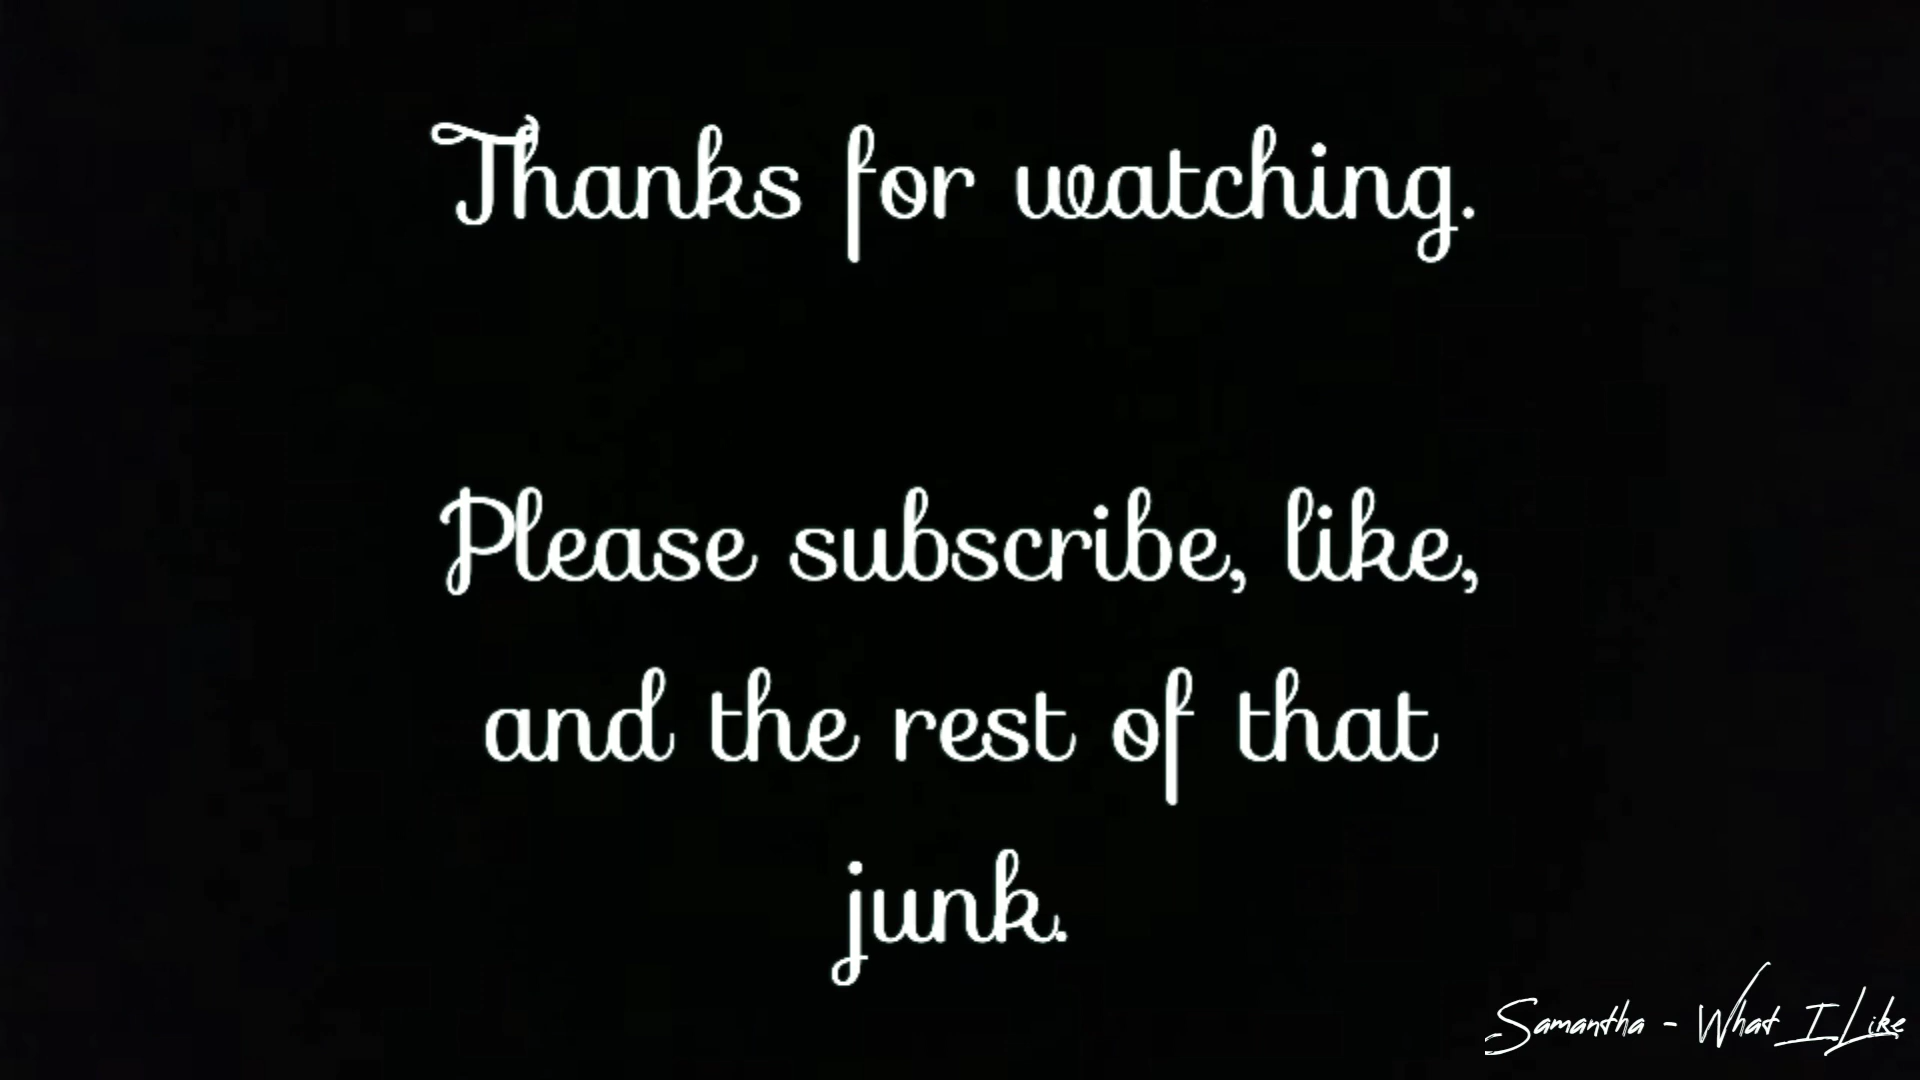 Thanks for watching.
Please subscribe, like,
and the rest of that
junk.
Samantha - What I Like